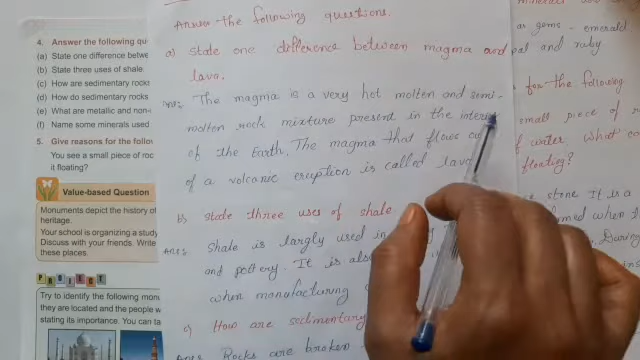 4. Answer the following qu
(a) State one difference betwe
(b) State three uses of shale.
(c) How are sedimentary rocks
(d) How do sedimentary rocks
(e) What are metallic and non-
(f) Name some minerals used
5. Give reasons for the follo
You see a small piece of roc
it floating?
Value-based Question
Monuments depict the history of
heritage.
Your school is organizing a study
Discuss with your friends. Write
these places.
PROJECT
Try to identify the following monu
they are located and the people w
stating its importance. You can ta
Answer the following questions.
a) State one difference between magma and
lava.
Ans: The magma is a very hot molten and semi-
molten rock mixture present in the interi
of the Earth. The magma that flows
of a volcanic eruption is called lava
b) State three uses of shale
Ans: Shale is largely used in
and pottery. It is also
when manufacturing
c) How are sedimentary
Ans: Rocks are broken
as gems - emerald
pal and ruby
for the following
small piece of
of water. What
floating?
stone. It is a
formed when
During